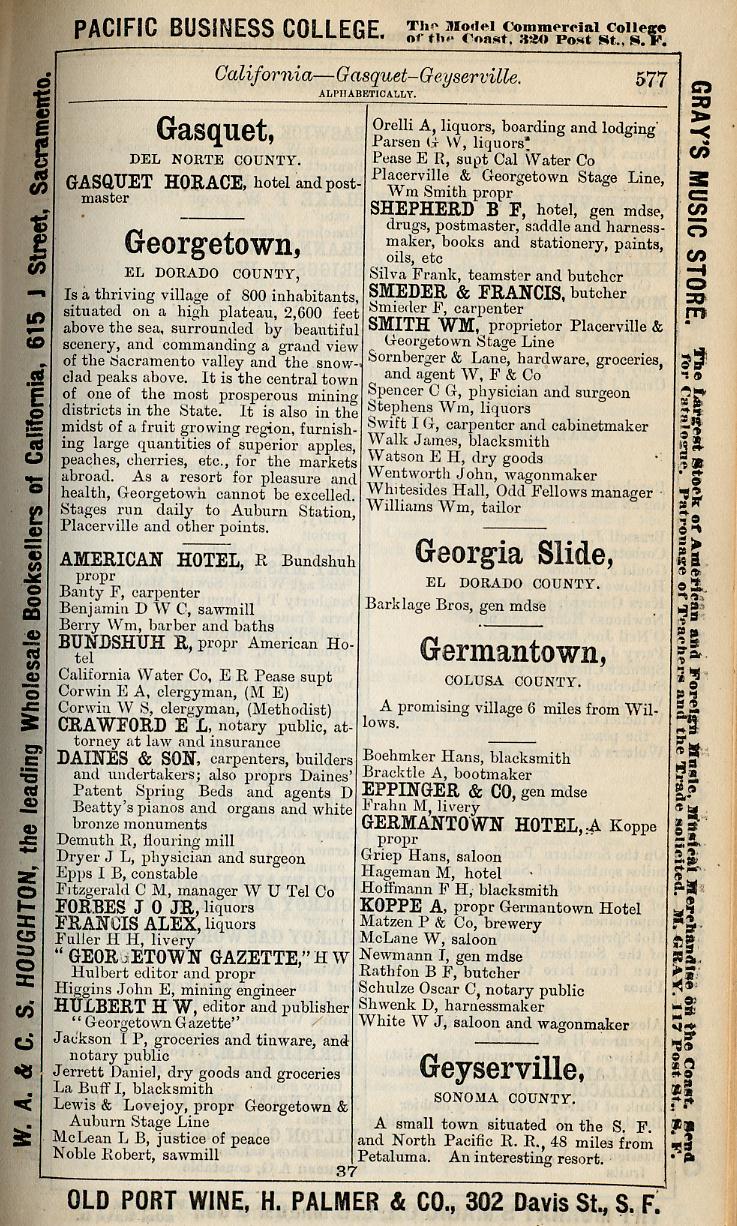 PACIFIC BUSINESS COLLEGE. The Model Commercial College
of the Coast, 320 Post St., S. F.
California—Gasquet-Geyserville. 577
ALPHABETICALLY.
Gasquet,
DEL NORTE COUNTY.
GASQUET HORACE, hotel and post-
master
Georgetown,
EL DORADO COUNTY,
Is a thriving village of 800 inhabitants,
situated on a high plateau, 2,600 feet
above the sea, surrounded by beautiful
scenery, and commanding a grand view
of the Sacramento valley and the snow-
clad peaks above. It is the central town
of one of the most prosperous mining
districts in the State. It is also in the
midst of a fruit growing region, furnish-
ing large quantities of superior apples,
peaches, cherries, etc., for the markets
abroad. As a resort for pleasure and
health, Georgetown cannot be excelled.
Stages run daily to Auburn Station,
Placerville and other points.
AMERICAN HOTEL, R Bundshuh
propr
Banty F, carpenter
Benjamin D W C, sawmill
Berry Wm, barber and baths
BUNDSHUH R, propr American Ho-
tel
California Water Co, E R Pease supt
Corwin E A, clergyman, (M E)
Corwin W S, clergyman, (Methodist)
CRAWFORD E L, notary public, at-
torney at law and insurance
DAINES & SON, carpenters, builders
and undertakers; also proprs Daines'
Patent Spring Beds and agents D
Beatty's pianos and organs and white
bronze monuments
Demuth R, flouring mill
Dryer J L, physician and surgeon
Epps I B, constable
Fitzgerald C M, manager W U Tel Co
FORBES J O JR, liquors
FRANCIS ALEX, liquors
Fuller H H, livery
"GEORGETOWN GAZETTE," H W
Hulbert editor and propr
Higgins John E, mining engineer
HULBERT H W, editor and publisher
"Georgetown Gazette"
Jackson I P, groceries and tinware, and
notary public
Jerrett Daniel, dry goods and groceries
La Buff I, blacksmith
Lewis & Lovejoy, propr Georgetown &
Auburn Stage Line
McLean L B, justice of peace
Noble Robert, sawmill
Orelli A, liquors, boarding and lodging
Parsen G W, liquors
Pease E R, supt Cal Water Co
Placerville & Georgetown Stage Line,
Wm Smith propr
SHEPHERD B F, hotel, gen mdse,
drugs, postmaster, saddle and harness-
maker, books and stationery, paints,
oils, etc
Silva Frank, teamster and butcher
SMEDER & FRANCIS, butcher
Smieder F, carpenter
SMITH WM, proprietor Placerville &
Georgetown Stage Line
Sornberger & Lane, hardware, groceries,
and agent W, F & Co
Spencer C G, physician and surgeon
Stephens Wm, liquors
Swift I G, carpenter and cabinetmaker
Walk James, blacksmith
Watson E H, dry goods
Wentworth John, wagonmaker
Whitesides Hall, Odd Fellows manager
Williams Wm, tailor
Georgia Slide,
EL DORADO COUNTY.
Barklage Bros, gen mdse
Germantown,
COLUSA COUNTY.
A promising village 6 miles from Wil-
lows.
Boehmker Hans, blacksmith
Bracktle A, bootmaker
EPPINGER & CO, gen mdse
Frahn M, livery
GERMANTOWN HOTEL, A Koppe
propr
Griep Hans, saloon
Hageman M, hotel
Hoffmann F H, blacksmith
KOPPE A, propr Germantown Hotel
Matzen P & Co, brewery
McLane W, saloon
Newmann I, gen mdse
Rathfon B F, butcher
Schulze Oscar C, notary public
Shwenk D, harnessmaker
White W J, saloon and wagonmaker
Geyserville,
SONOMA COUNTY.
A small town situated on the S. F.
and North Pacific R. R., 48 miles from
Petaluma. An interesting resort.
37
OLD PORT WINE, H. PALMER & CO., 302 Davis St., S. F.
W. A. & C. S. HOUGHTON, the leading Wholesale Booksellers of California, 615 J Street, Sacramento.
GRAY'S MUSIC STORE. The Largest Stock of American and Foreign Music, Musical Merchandise on the Coast. Send
for Catalogue. Patronage of Teachers and the Trade solicited. M. GRAY, 117 Post St., S. F.